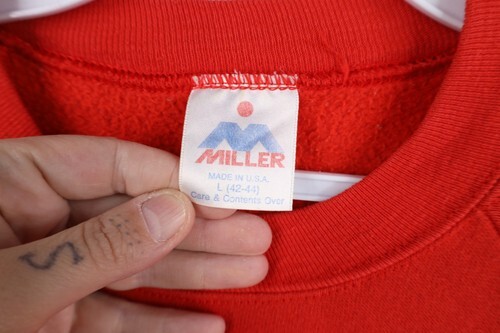 MILLER
MADE IN U.S.A.
L (42-44)
Care & Contents Over
S